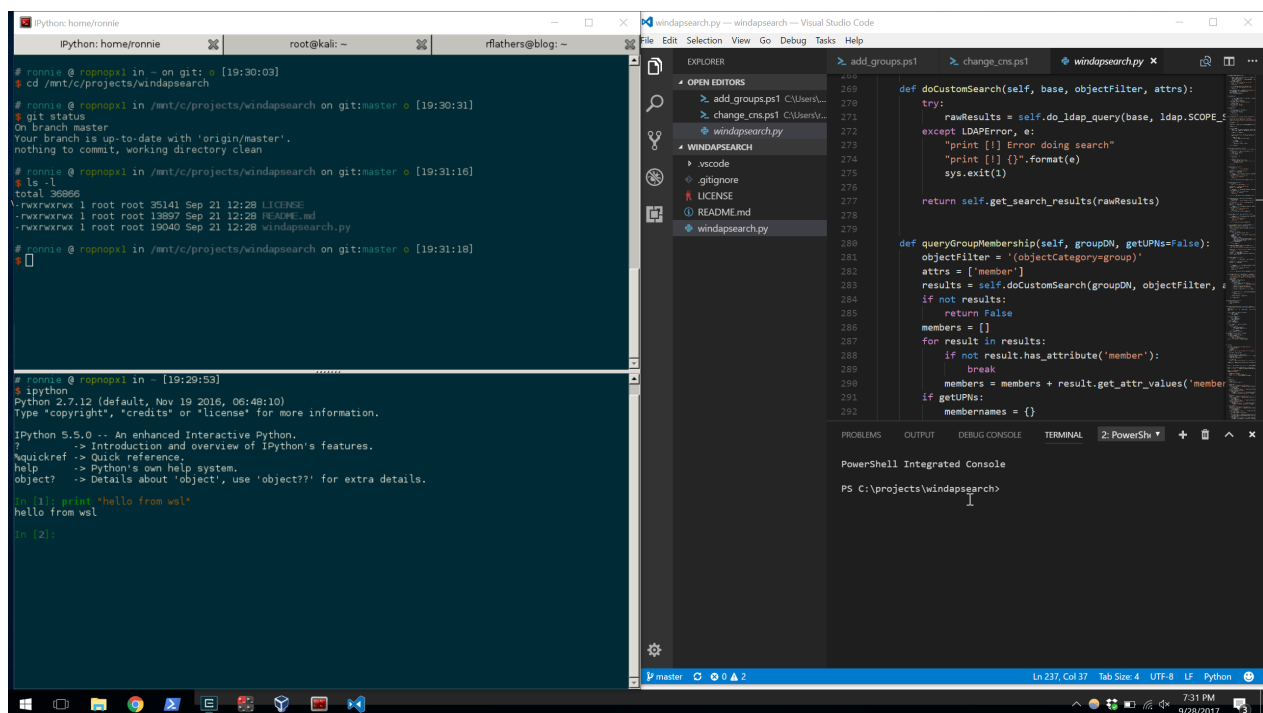 IPython: home/ronnie
IPython: home/ronnie
root@kali: ~
rflathers@blog: ~
# ronnie @ ropnopx1 in ~ on git: o [19:30:03]
$ cd /mnt/c/projects/windapsearch
# ronnie @ ropnopx1 in /mnt/c/projects/windapsearch on git:master o [19:30:31]
$ git status
On branch master
Your branch is up-to-date with 'origin/master'.
nothing to commit, working directory clean
# ronnie @ ropnopx1 in /mnt/c/projects/windapsearch on git:master o [19:31:16]
$ ls -l
total 36866
-rwxrwxrwx 1 root root 35141 Sep 21 12:28 LICENSE
-rwxrwxrwx 1 root root 13897 Sep 21 12:28 README.md
-rwxrwxrwx 1 root root 19040 Sep 21 12:28 windapsearch.py
# ronnie @ ropnopx1 in /mnt/c/projects/windapsearch on git:master o [19:31:18]
$
# ronnie @ ropnopx1 in ~ [19:29:53]
$ ipython
Python 2.7.12 (default, Nov 19 2016, 06:48:10)
Type "copyright", "credits" or "license" for more information.
IPython 5.5.0 -- An enhanced Interactive Python.
?         -> Introduction and overview of IPython's features.
%quickref -> Quick reference.
help      -> Python's own help system.
object?   -> Details about 'object', use 'object??' for extra details.
In [1]: print "hello from wsl"
hello from wsl
In [2]:
windapsearch.py — windapsearch — Visual Studio Code
File Edit Selection View Go Debug Tasks Help
EXPLORER
OPEN EDITORS
add_groups.ps1 C:\Users\...
change_cns.ps1 C:\Users\r...
windapsearch.py
WINDAPSEARCH
.vscode
.gitignore
LICENSE
README.md
windapsearch.py
add_groups.ps1
change_cns.ps1
windapsearch.py
268
269 def doCustomSearch(self, base, objectFilter, attrs):
270 try:
271 rawResults = self.do_ldap_query(base, ldap.SCOPE_S
272 except LDAPError, e:
273 "print [!] Error doing search"
274 "print [!] {}".format(e)
275 sys.exit(1)
276
277 return self.get_search_results(rawResults)
278
279
280 def queryGroupMembership(self, groupDN, getUPNs=False):
281 objectFilter = '(objectCategory=group)'
282 attrs = ['member']
283 results = self.doCustomSearch(groupDN, objectFilter, a
284 if not results:
285 return False
286 members = []
287 for result in results:
288 if not result.has_attribute('member'):
289 break
290 members = members + result.get_attr_values('member
291 if getUPNs:
292 membernames = {}
PROBLEMS OUTPUT DEBUG CONSOLE TERMINAL 2: PowerShe
PowerShell Integrated Console
PS C:\projects\windapsearch>
master 0 2
Ln 237, Col 37 Tab Size: 4 UTF-8 LF Python
7:31 PM
9/28/2017